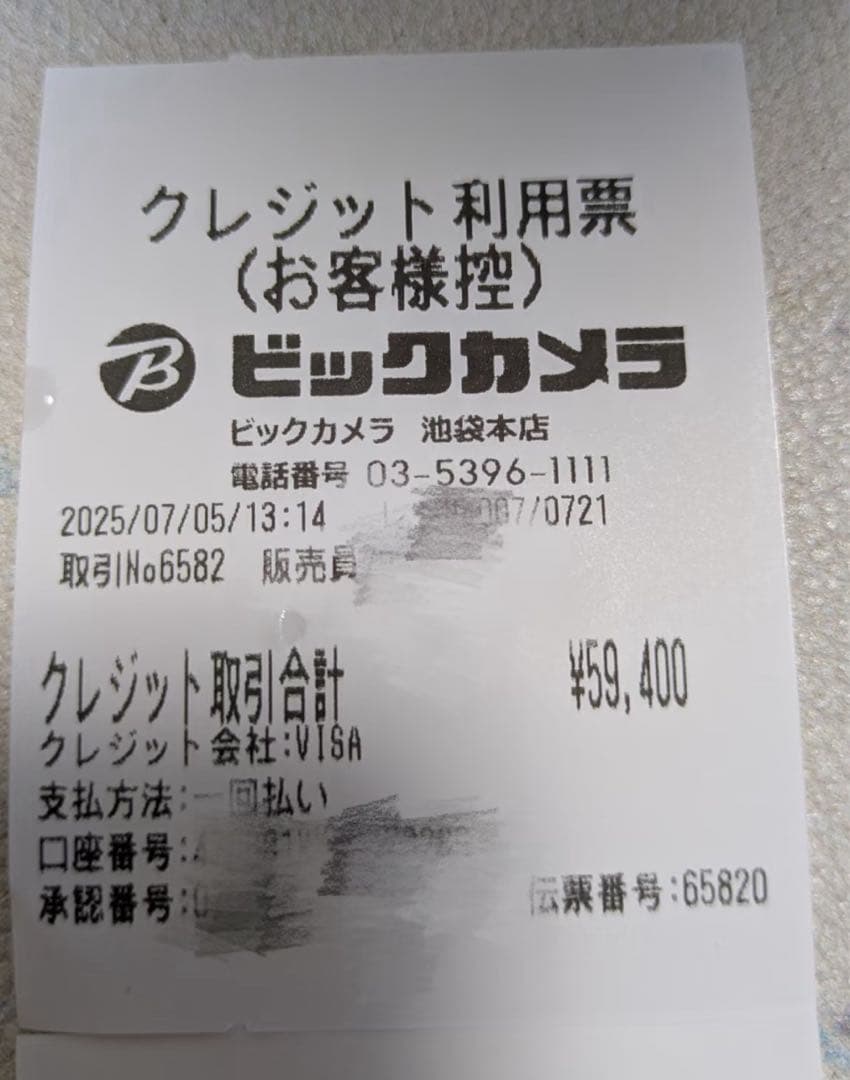 クレジット利用票
(お客様控)
B ビックカメラ
ビックカメラ 池袋本店
電話番号 03-5396-1111
2025/07/05/13:14 007/0721
取引No6582 販売員
クレジット取引合計 ¥59,400
クレジット会社:VISA
支払方法:一回払い
口座番号:
承認番号: 伝票番号:65820